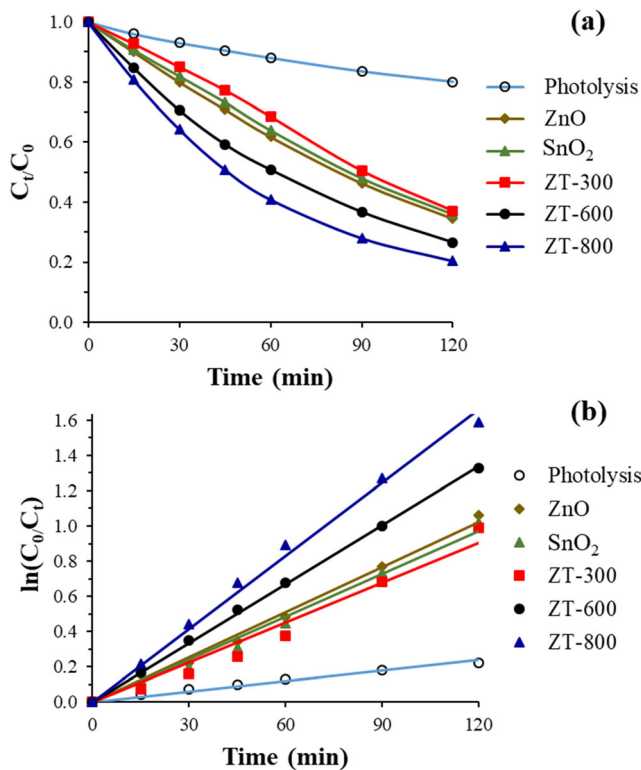 (a)
1.0
0.8
0.6
0.4
0.2
0.0
Cₜ/C₀
0 30 60 90 120
Time (min)
Photolysis
ZnO
SnO₂
ZT-300
ZT-600
ZT-800
(b)
1.6
1.4
1.2
1.0
0.8
0.6
0.4
0.2
0.0
ln(C₀/Cₜ)
0 30 60 90 120
Time (min)
Photolysis
ZnO
SnO₂
ZT-300
ZT-600
ZT-800